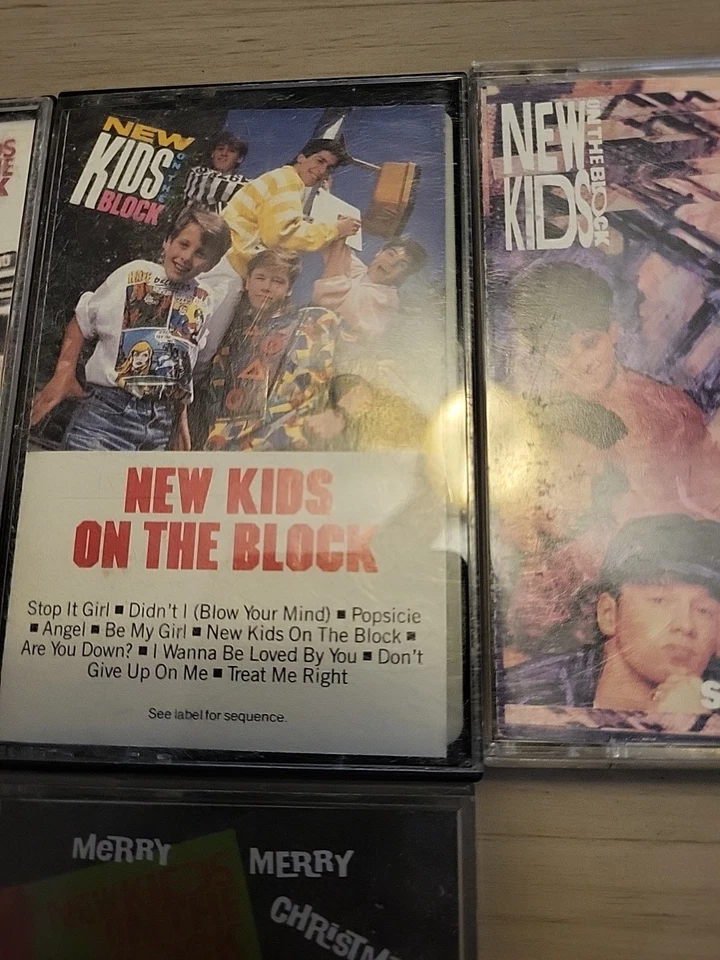 NEW
KIDS
ON THE
BLOCK
NEW KIDS
ON THE BLOCK
Stop It Girl ■ Didn't I (Blow Your Mind) ■ Popsicie
■ Angel ■ Be My Girl ■ New Kids On The Block ■
Are You Down? ■ I Wanna Be Loved By You ■ Don't
Give Up On Me ■ Treat Me Right
See label for sequence.
NEW
KIDS
ON THE BLOCK
S
MERRY MERRY
CHRISTM